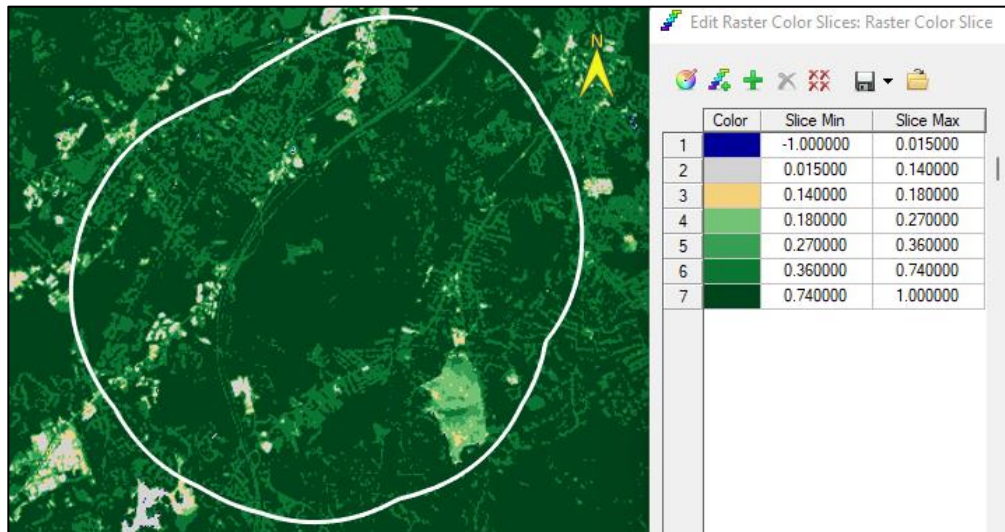 N
Edit Raster Color Slices: Raster Color Slice
Color Slice Min Slice Max
1 -1.000000 0.015000
2 0.015000 0.140000
3 0.140000 0.180000
4 0.180000 0.270000
5 0.270000 0.360000
6 0.360000 0.740000
7 0.740000 1.000000